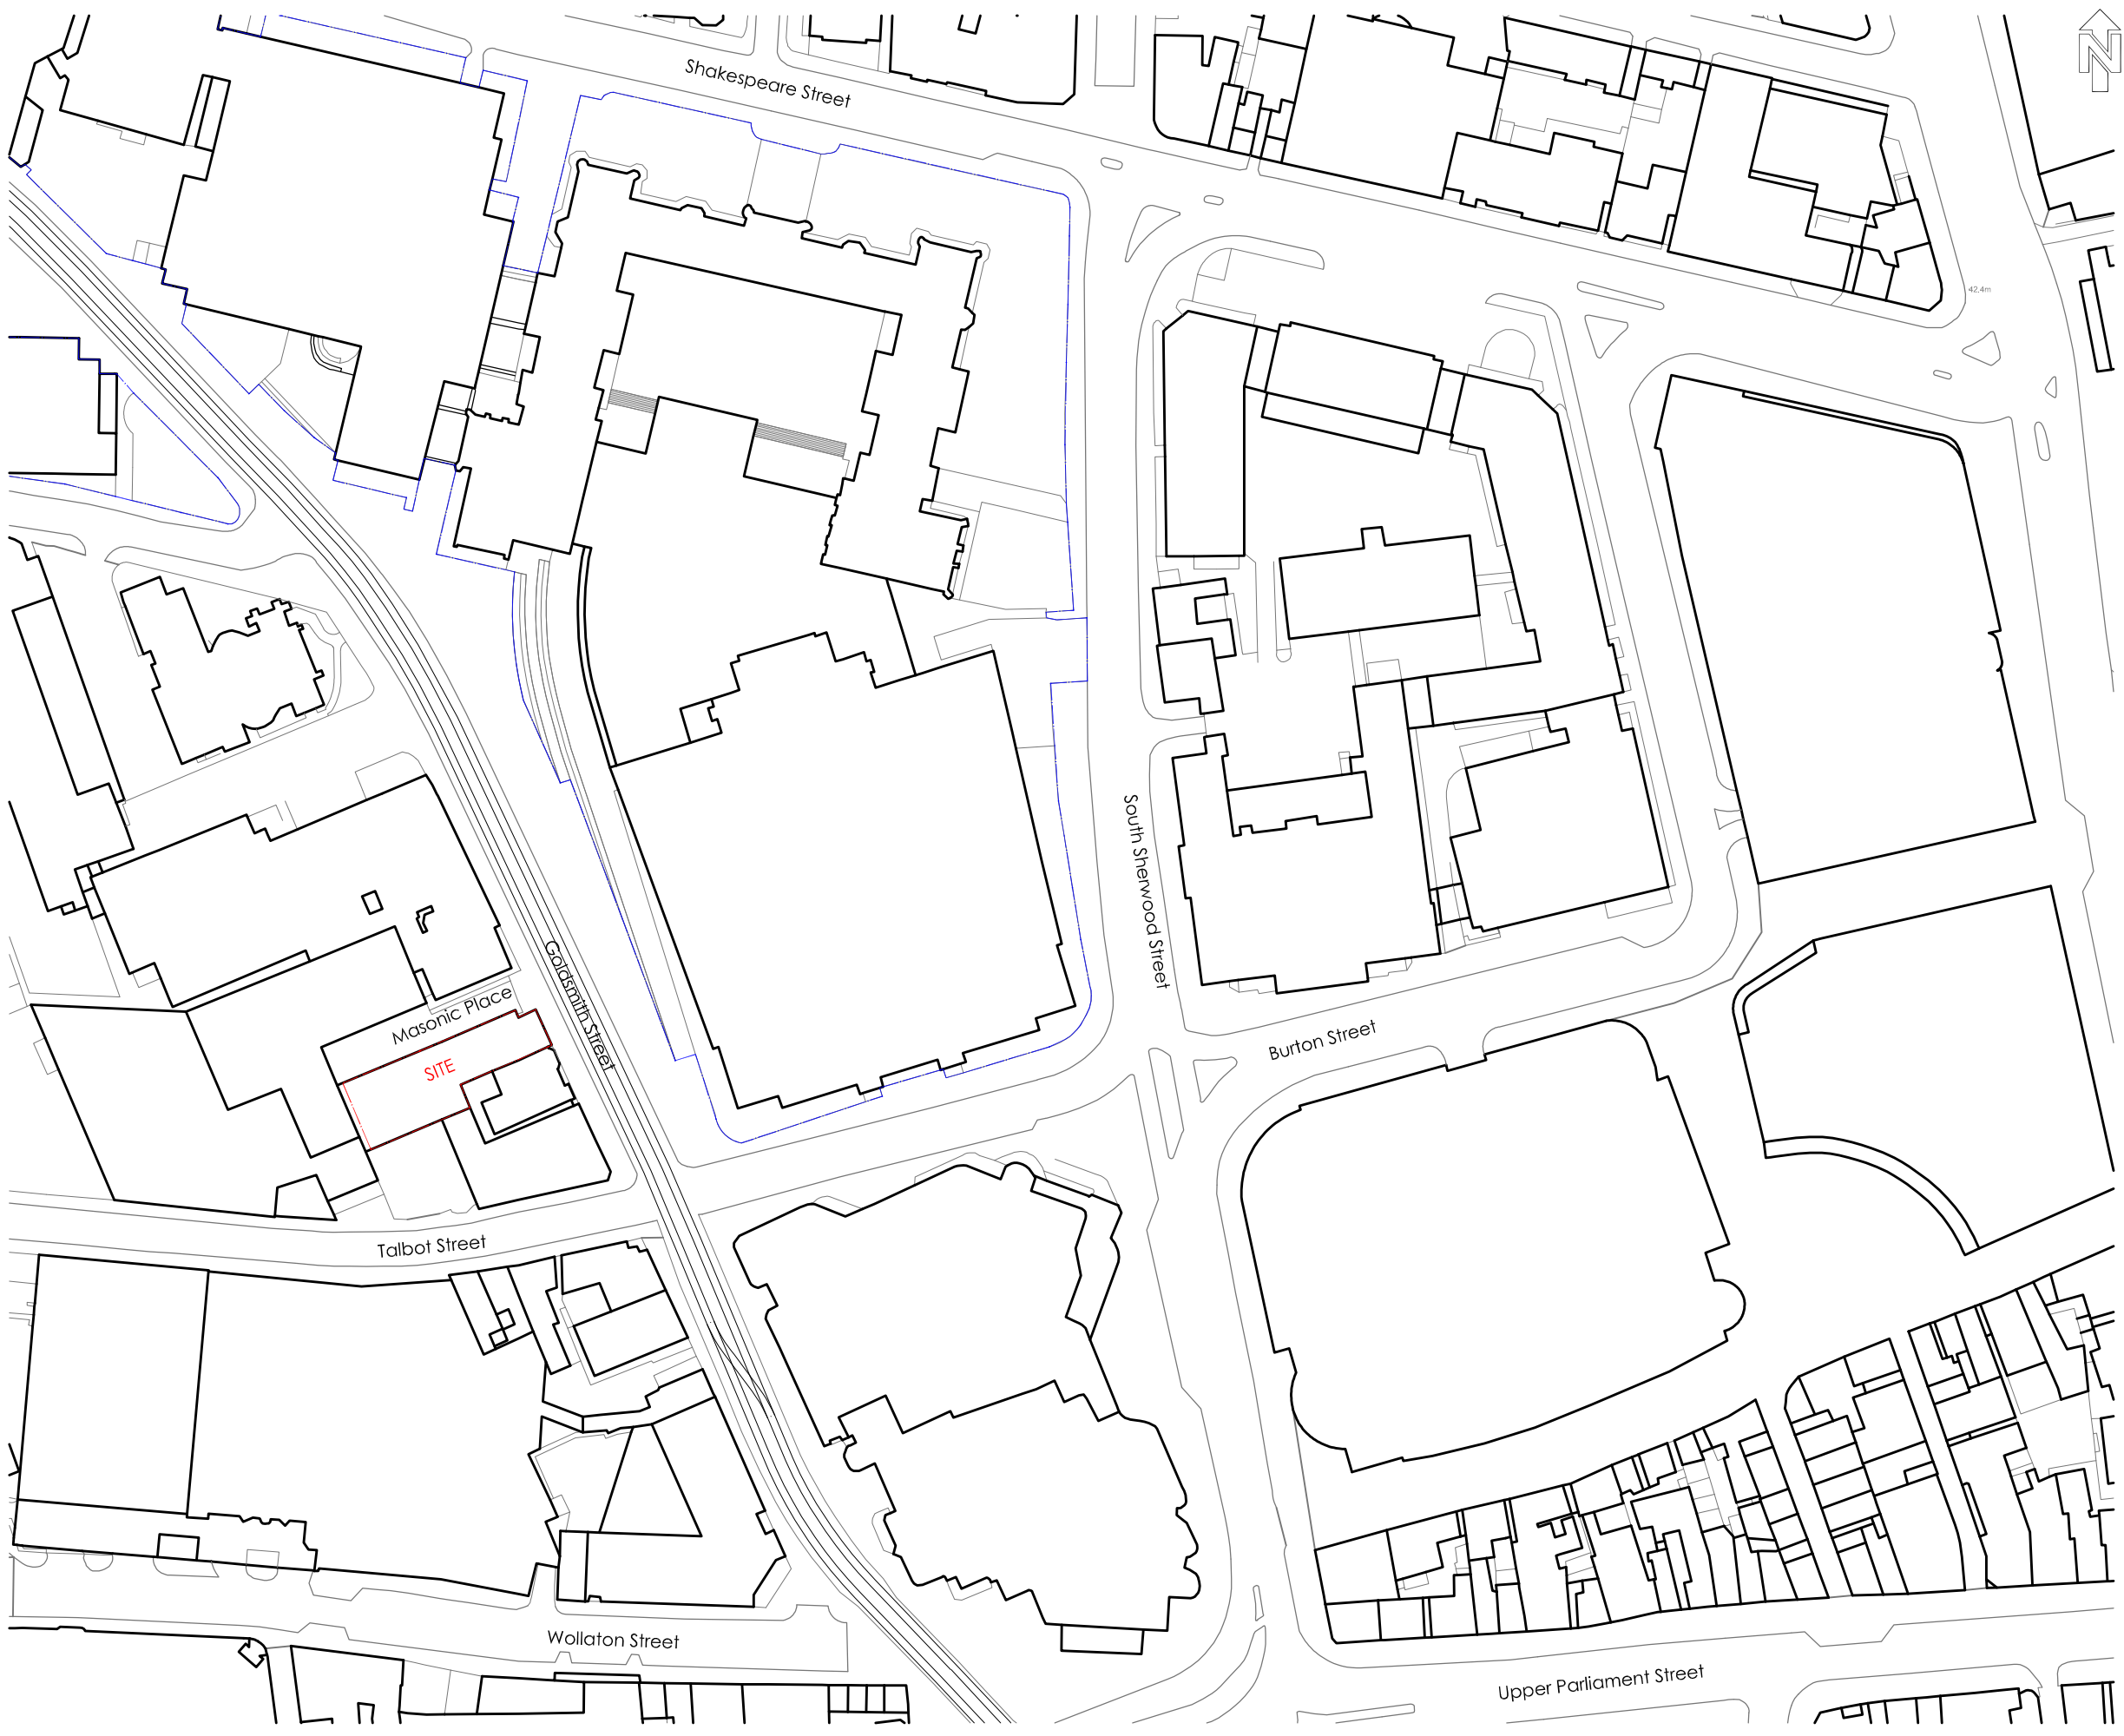 Shakespeare Street
N
42.4m
South Sherwood Street
Goldsmith Street
Masonic Place
SITE
Burton Street
Talbot Street
Wollaton Street
Upper Parliament Street